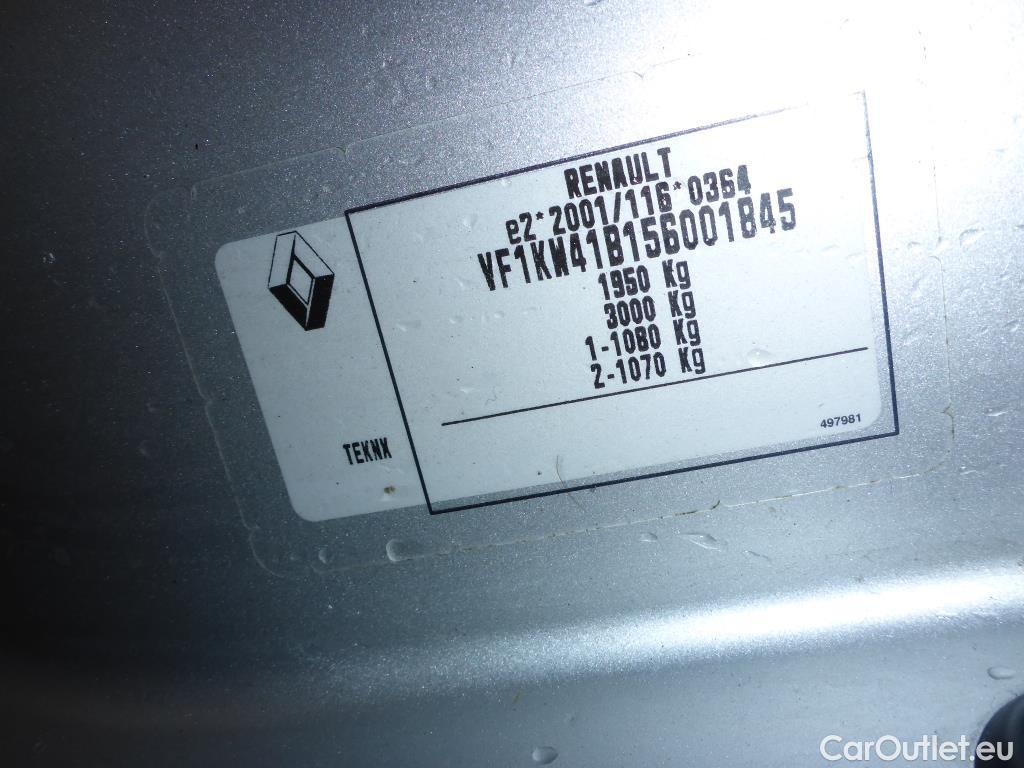 RENAULT
e2*2001/116*0364
VF1KW41B156001845
1950 Kg
3000 Kg
1-1080 Kg
2-1070 Kg
497981
TEKNK
CarOutlet.eu